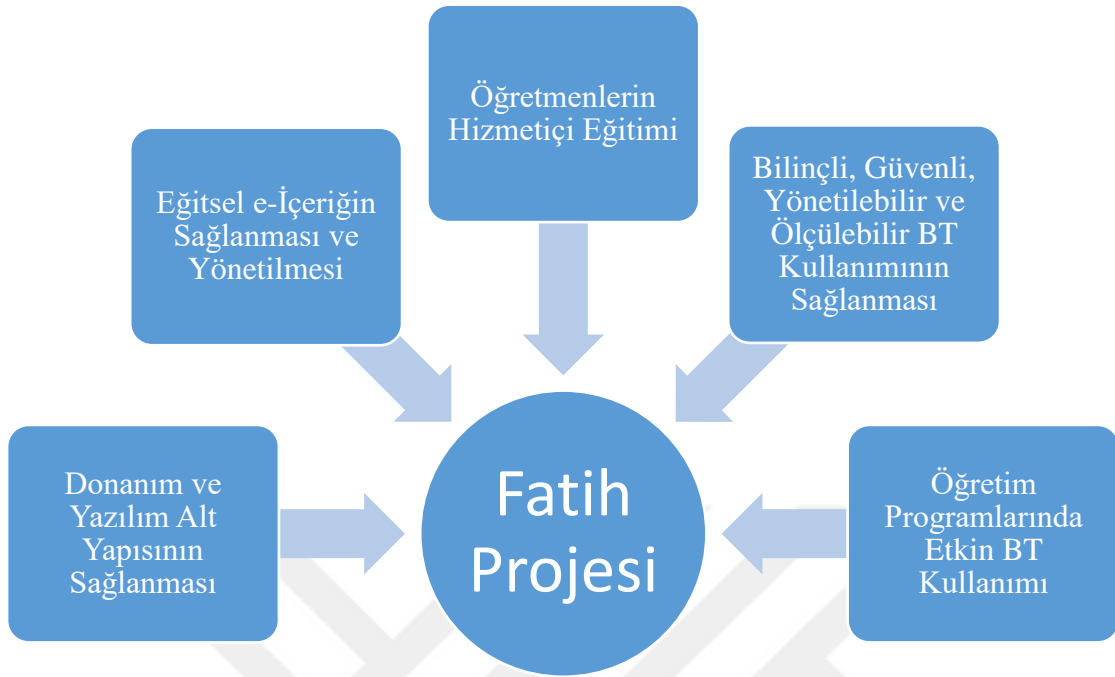 Öğretmenlerin
Hizmetiçi Eğitimi
Eğitsel e-İçeriğin
Sağlanması ve
Yönetilmesi
Bilinçli, Güvenli,
Yönetilebilir ve
Ölçülebilir BT
Kullanımının
Sağlanması
Donanım ve
Yazılım Alt
Yapısının
Sağlanması
Fatih
Projesi
Öğretim
Programlarında
Etkin BT
Kullanımı